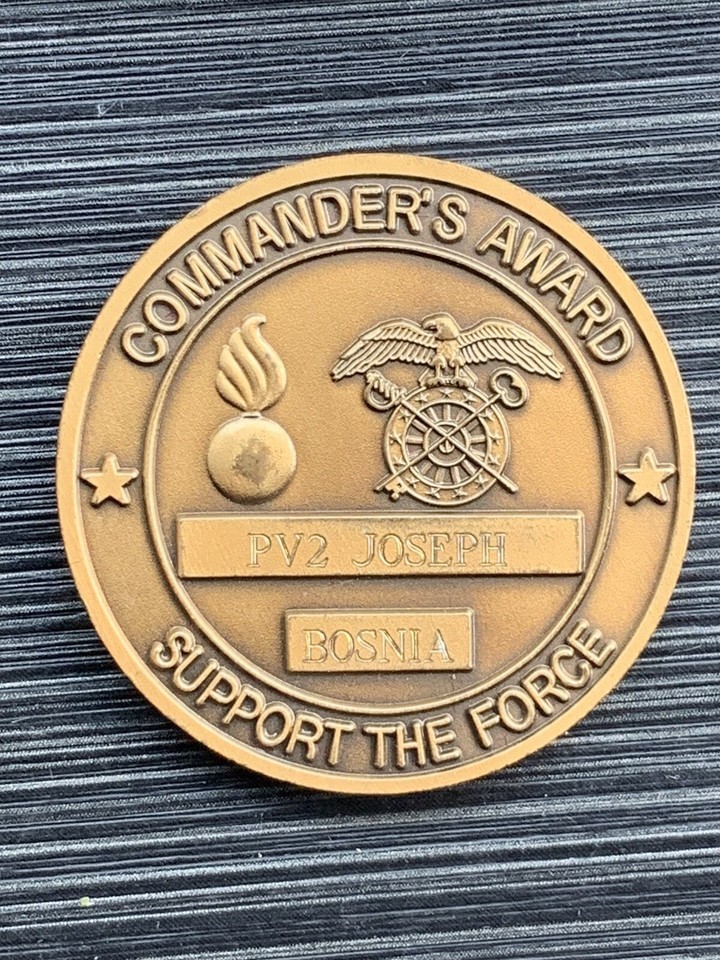 COMMANDER'S AWARD
PV2 JOSEPH
BOSNIA
SUPPORT THE FORCE